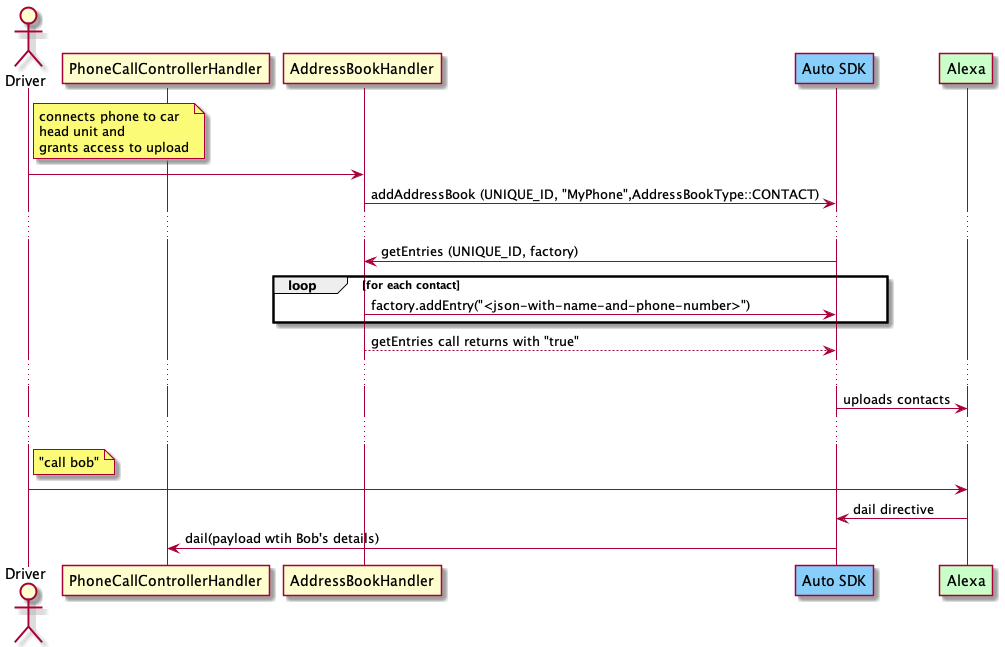 Driver
PhoneCallControllerHandler
AddressBookHandler
Auto SDK
Alexa
connects phone to car
head unit and
grants access to upload
addAddressBook (UNIQUE_ID, "MyPhone",AddressBookType::CONTACT)
getEntries (UNIQUE_ID, factory)
loop
[for each contact]
factory.addEntry("<json-with-name-and-phone-number>")
getEntries call returns with "true"
uploads contacts
"call bob"
dail directive
dail(payload wtih Bob's details)
Driver
PhoneCallControllerHandler
AddressBookHandler
Auto SDK
Alexa